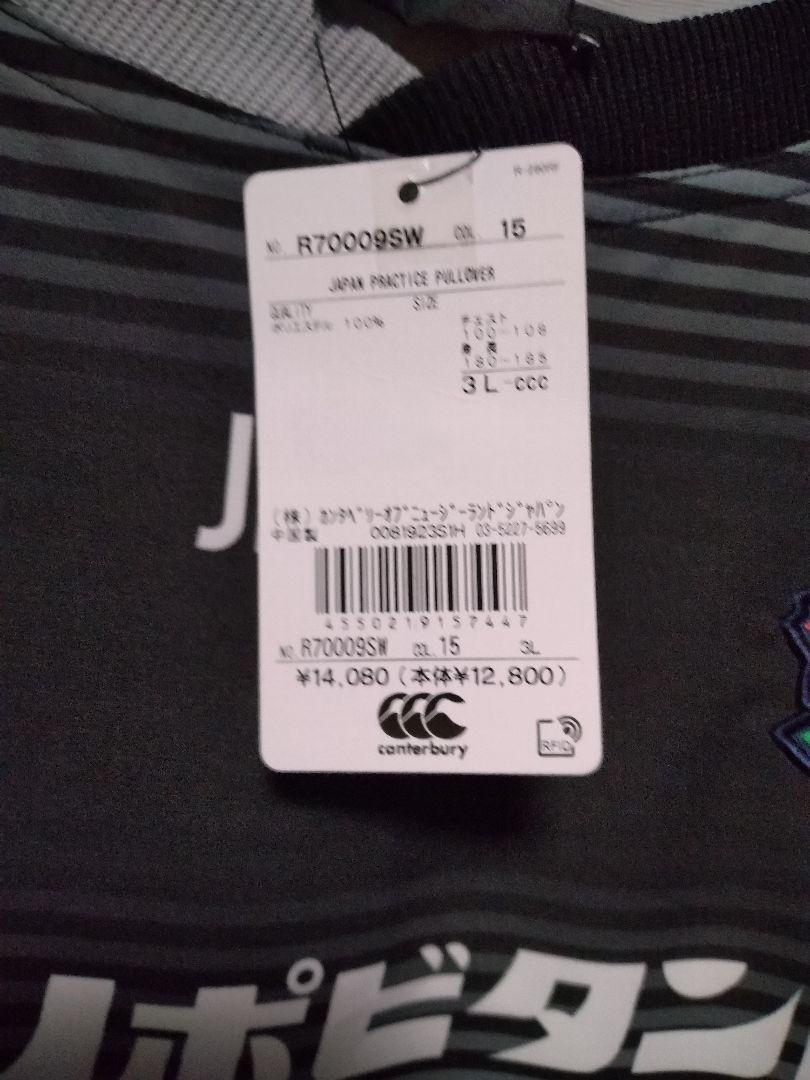 No. R70009SW COL. 15
JAPAN PRACTICE PULLOVER
QUALITY SIZE
ポリエステル 100%
チェスト
100-108
身長
180-185
3L-CCC
(株)カンタベリーオブニュージーランドジャパン
中国製 0081923S1H 03-5227-5699
4550219157447
No. R70009SW COL. 15 3L
¥14,080(本体¥12,800)
canterbury
RFID
J
ポビタン